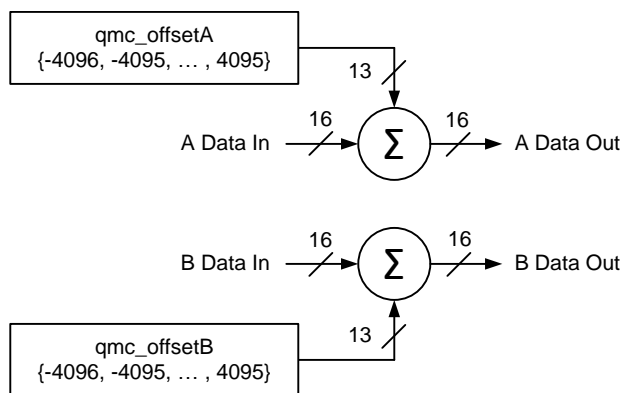 qmc_offsetA
{-4096, -4095, … , 4095}
13
16
16
A Data In
Σ
A Data Out
16
16
B Data In
Σ
B Data Out
13
qmc_offsetB
{-4096, -4095, … , 4095}